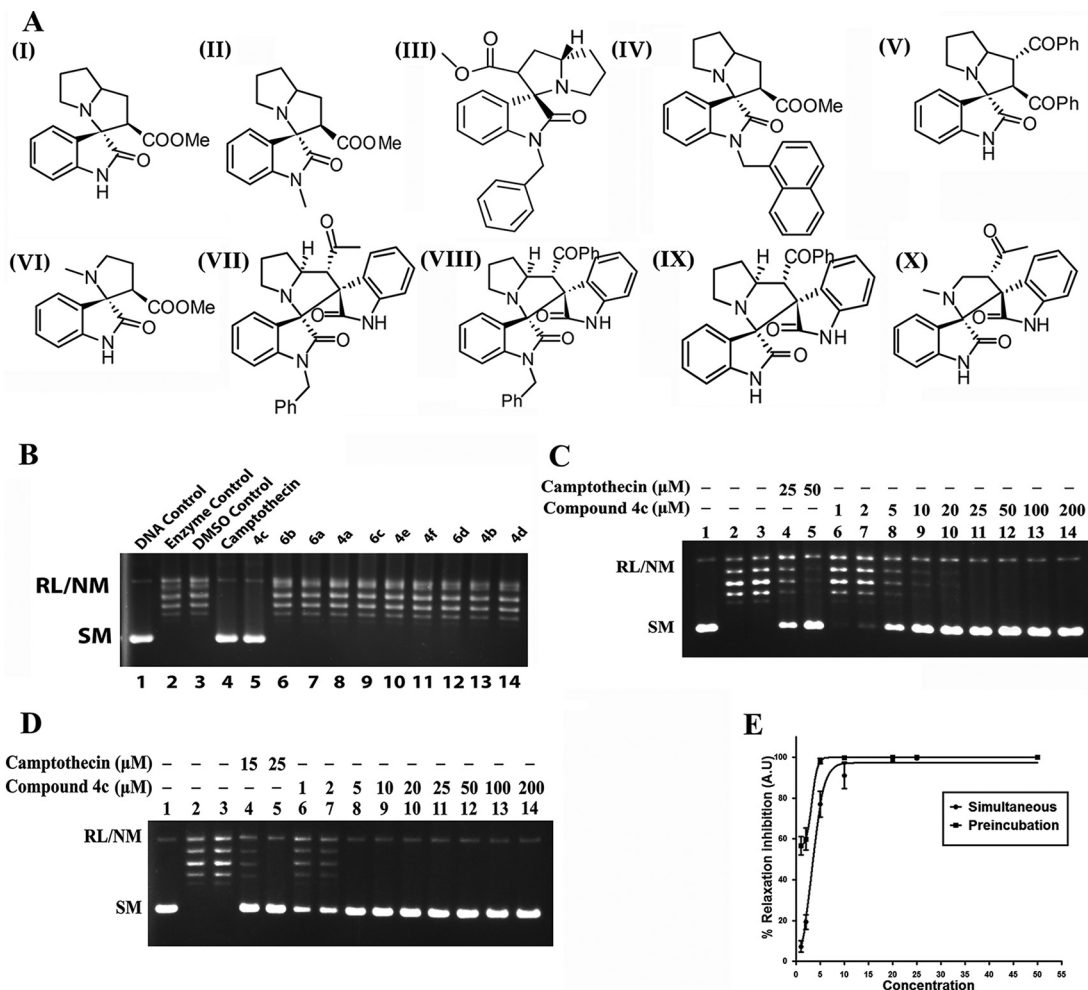 A
(I)
N
COOMe
O
N
H
(II)
N
COOMe
O
N
(III)
O
H
O
N
O
N
(IV)
N
COOMe
O
N
(V)
COPh
N
COPh
O
N
H
(VI)
N
COOMe
O
N
H
(VII)
O
H
N
O
NH
O
N
Ph
(VIII)
H
COPh
N
O
NH
O
N
Ph
(IX)
H
COPh
N
O
NH
O
N
H
(X)
O
N
O
NH
O
N
H
B
DNA Control
Enzyme Control
DMSO Control
Camptothecin
4c
6b
6a
4a
6c
4e
4f
6d
4b
4d
RL/NM
SM
1 2 3 4 5 6 7 8 9 10 11 12 13 14
C
Camptothecin (µM) – – – 25 50 – – – – – – – – –
Compound 4c (µM) – – – – – 1 2 5 10 20 25 50 100 200
1 2 3 4 5 6 7 8 9 10 11 12 13 14
RL/NM
SM
D
Camptothecin (µM) – – – 15 25 – – – – – – – – –
Compound 4c (µM) – – – – – 1 2 5 10 20 25 50 100 200
1 2 3 4 5 6 7 8 9 10 11 12 13 14
RL/NM
SM
E
% Relaxation inhibition (A.U)
100
80
60
40
20
0
Simultaneous
Preincubation
0 5 10 15 20 25 30 35 40 45 50 55
Concentration